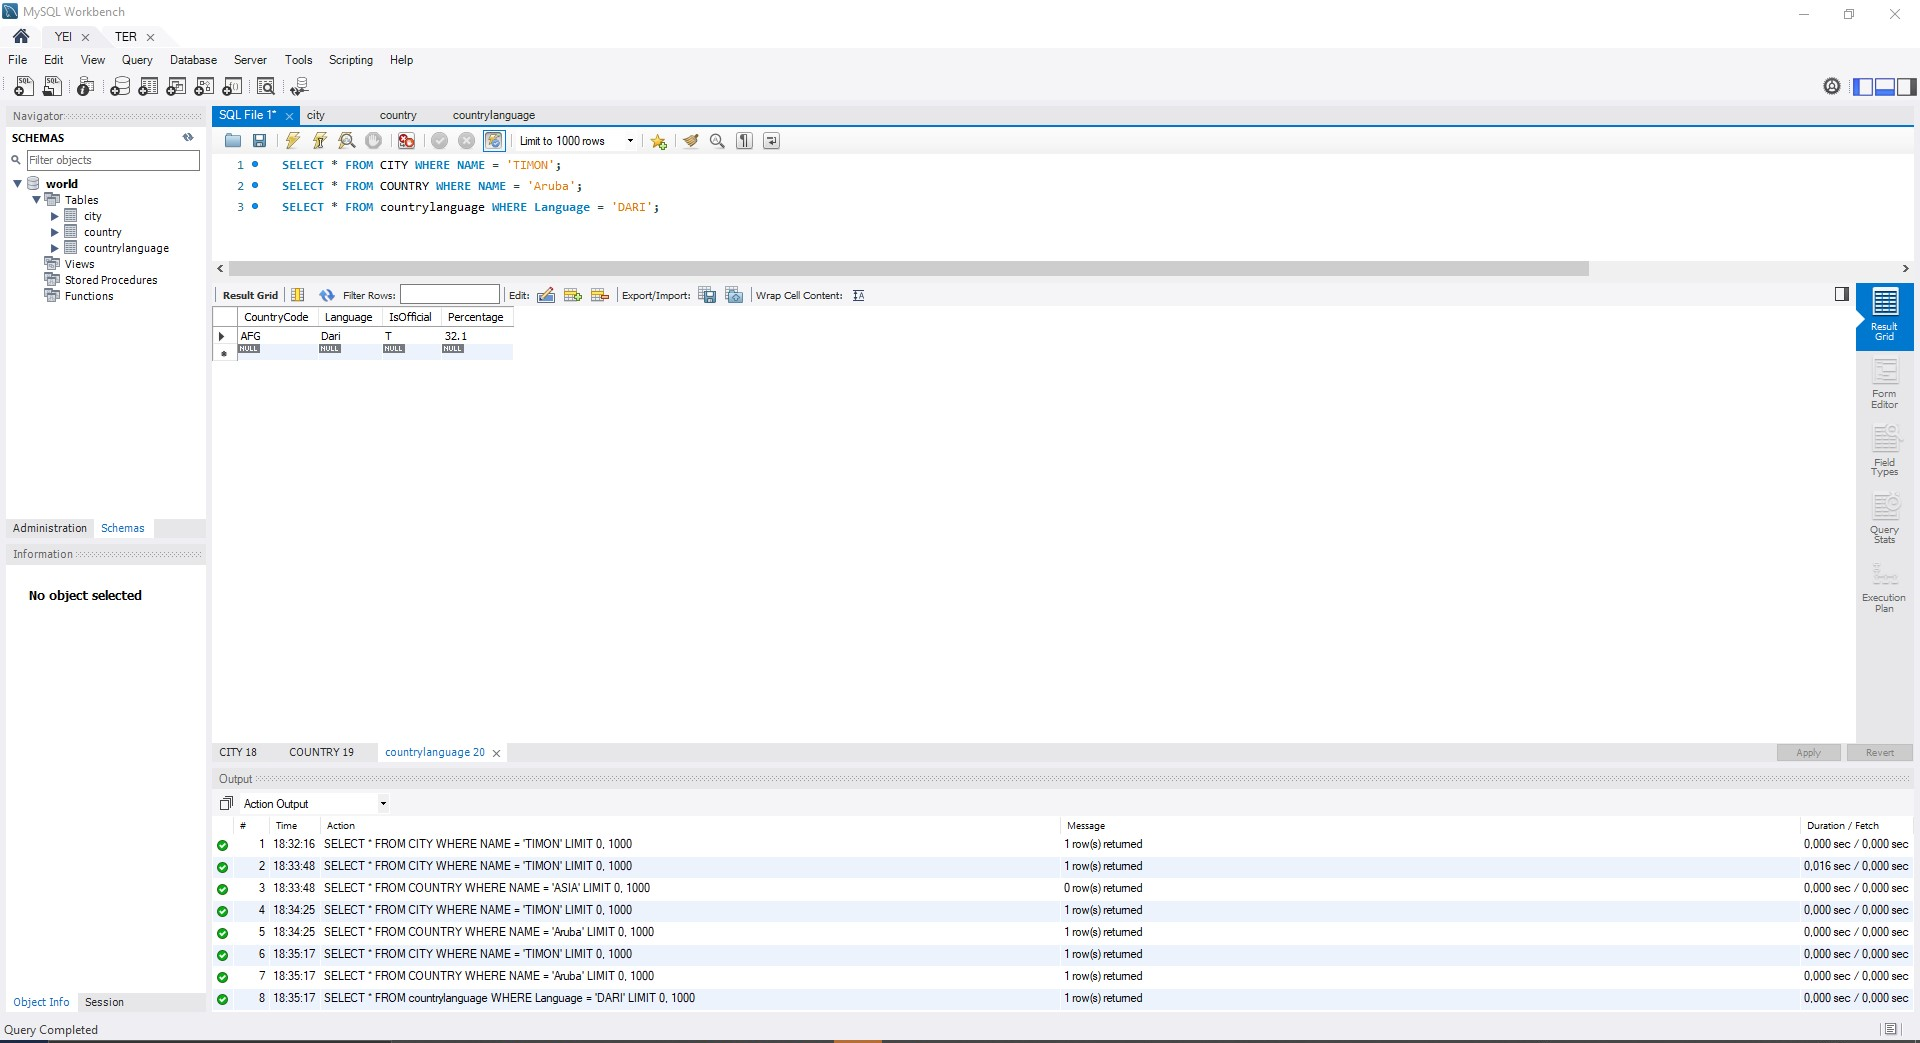 MySQL Workbench
YEI
TER
File Edit View Query Database Server Tools Scripting Help
Navigator
SCHEMAS
Filter objects
world
Tables
city
country
countrylanguage
Views
Stored Procedures
Functions
Administration Schemas
Information
No object selected
Object Info Session
SQL File 1* city country countrylanguage
Limit to 1000 rows
1 SELECT * FROM CITY WHERE NAME = 'TIMON';
2 SELECT * FROM COUNTRY WHERE NAME = 'Aruba';
3 SELECT * FROM countrylanguage WHERE Language = 'DARI';
Result Grid Filter Rows: Edit: Export/Import: Wrap Cell Content:
CountryCode Language IsOfficial Percentage
AFG Dari T 32.1
NULL NULL NULL NULL
Result
Grid
Form
Editor
Field
Types
Query
Stats
Execution
Plan
CITY 18 COUNTRY 19 countrylanguage 20
Apply Revert
Output
Action Output
# Time Action Message Duration / Fetch
1 18:32:16 SELECT * FROM CITY WHERE NAME = 'TIMON' LIMIT 0, 1000 1 row(s) returned 0,000 sec / 0,000 sec
2 18:33:48 SELECT * FROM CITY WHERE NAME = 'TIMON' LIMIT 0, 1000 1 row(s) returned 0,016 sec / 0,000 sec
3 18:33:48 SELECT * FROM COUNTRY WHERE NAME = 'ASIA' LIMIT 0, 1000 0 row(s) returned 0,000 sec / 0,000 sec
4 18:34:25 SELECT * FROM CITY WHERE NAME = 'TIMON' LIMIT 0, 1000 1 row(s) returned 0,000 sec / 0,000 sec
5 18:34:25 SELECT * FROM COUNTRY WHERE NAME = 'Aruba' LIMIT 0, 1000 1 row(s) returned 0,000 sec / 0,000 sec
6 18:35:17 SELECT * FROM CITY WHERE NAME = 'TIMON' LIMIT 0, 1000 1 row(s) returned 0,000 sec / 0,000 sec
7 18:35:17 SELECT * FROM COUNTRY WHERE NAME = 'Aruba' LIMIT 0, 1000 1 row(s) returned 0,000 sec / 0,000 sec
8 18:35:17 SELECT * FROM countrylanguage WHERE Language = 'DARI' LIMIT 0, 1000 1 row(s) returned 0,000 sec / 0,000 sec
Query Completed